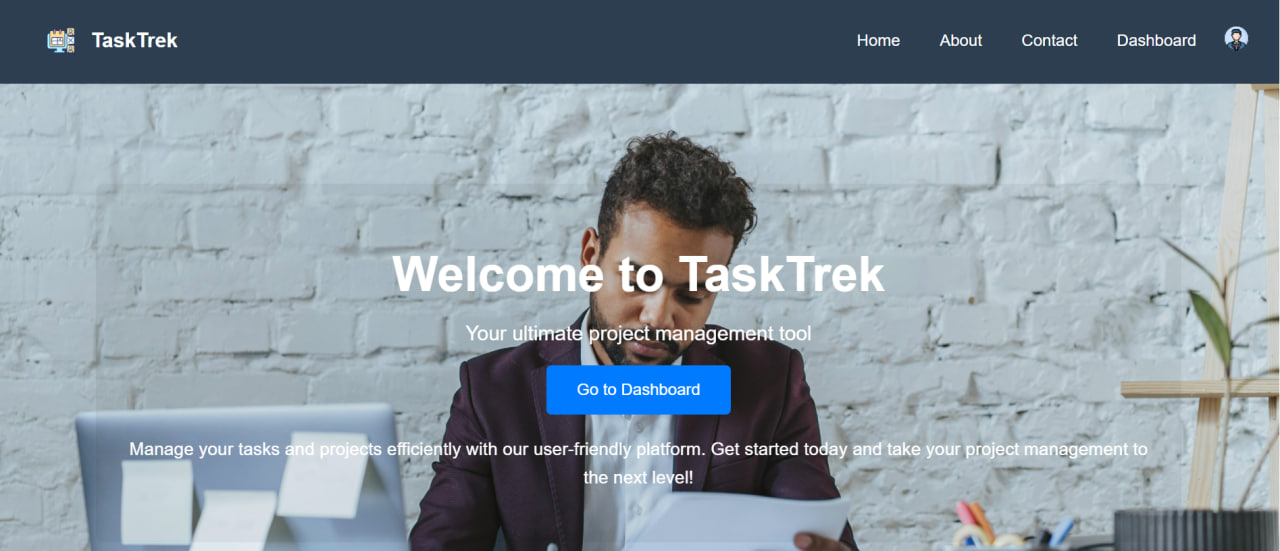 TaskTrek
Home About Contact Dashboard
Welcome to TaskTrek
Your ultimate project management tool
Go to Dashboard
Manage your tasks and projects efficiently with our user-friendly platform. Get started today and take your project management to
the next level!